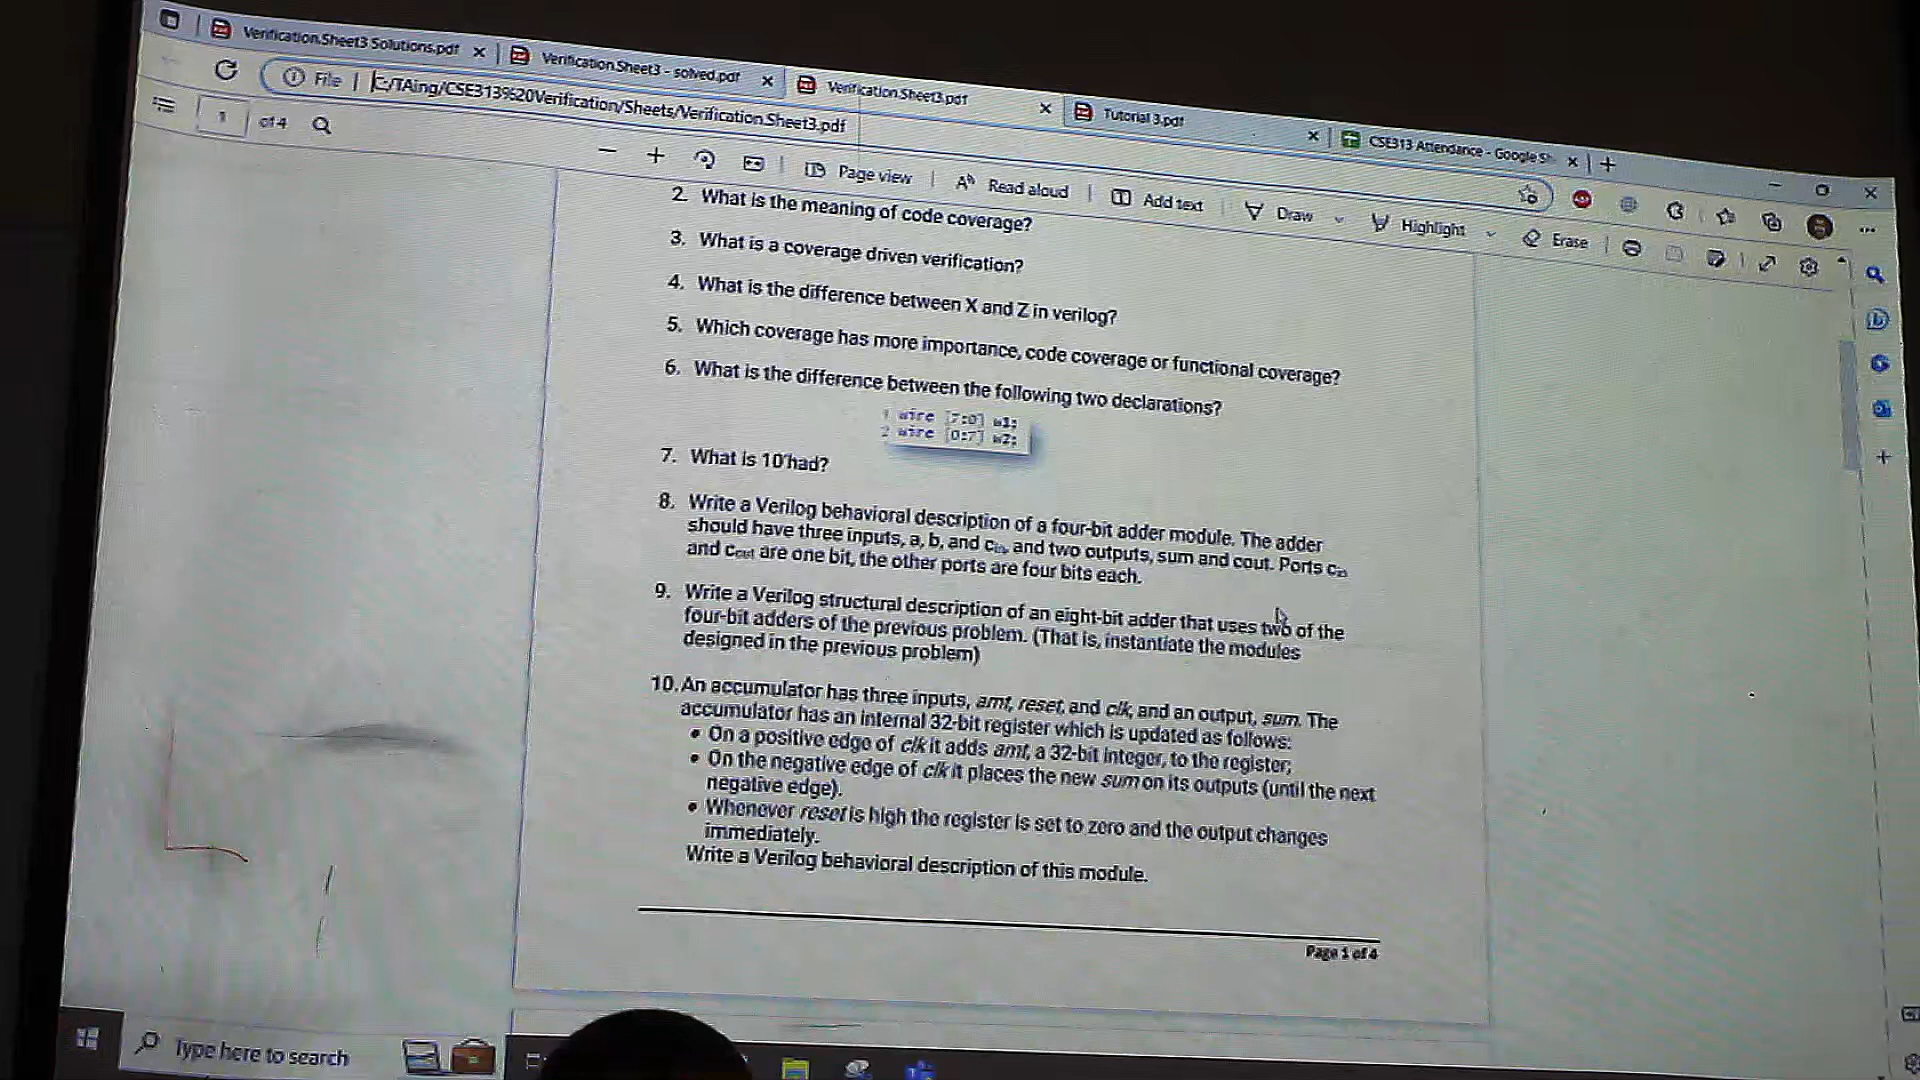 Verification.Sheet3 Solutions.pdf
Verification.Sheet3 - solved.pdf
Verification.Sheet3.pdf
Tutorial 3.pdf
CSE313 Attendance - Google Sh
File | C:/TAing/CSE313%20Verification/Sheets/Verification.Sheet3.pdf
1 of 4
Page view | Read aloud | Add text | Draw Highlight Erase
2. What is the meaning of code coverage?
3. What is a coverage driven verification?
4. What is the difference between X and Z in verilog?
5. Which coverage has more importance, code coverage or functional coverage?
6. What is the difference between the following two declarations?
1 wire [7:0] w1;
2 wire [0:7] w2;
7. What is 10'had?
8. Write a Verilog behavioral description of a four-bit adder module. The adder
should have three inputs, a, b, and cin, and two outputs, sum and cout. Ports cin
and cout are one bit, the other ports are four bits each.
9. Write a Verilog structural description of an eight-bit adder that uses two of the
four-bit adders of the previous problem. (That is, instantiate the modules
designed in the previous problem)
10. An accumulator has three inputs, amt, reset, and clk, and an output, sum. The
accumulator has an internal 32-bit register which is updated as follows:
• On a positive edge of clk it adds amt, a 32-bit integer, to the register;
• On the negative edge of clk it places the new sum on its outputs (until the next
negative edge).
• Whenever reset is high the register is set to zero and the output changes
immediately.
Write a Verilog behavioral description of this module.
Page 1 of 4
Type here to search